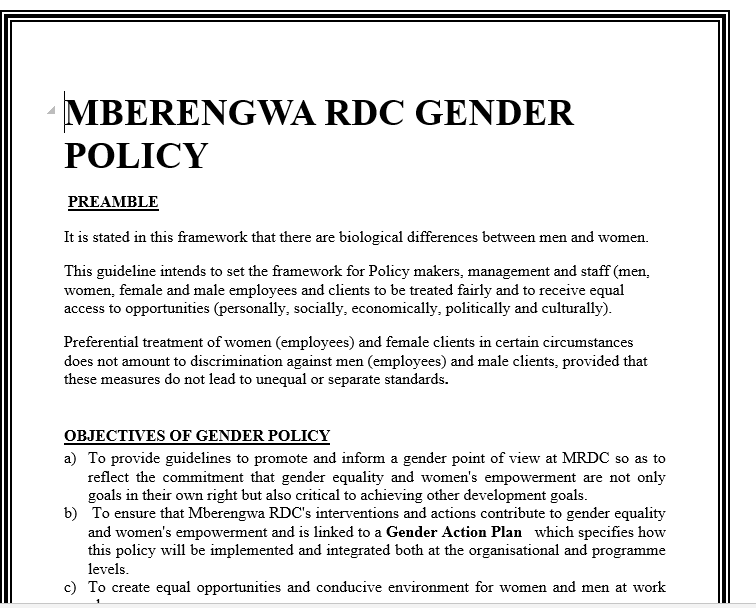 MBERENGWA RDC GENDER
POLICY
PREAMBLE
It is stated in this framework that there are biological differences between men and women.
This guideline intends to set the framework for Policy makers, management and staff (men,
women, female and male employees and clients to be treated fairly and to receive equal
access to opportunities (personally, socially, economically, politically and culturally).
Preferential treatment of women (employees) and female clients in certain circumstances
does not amount to discrimination against men (employees) and male clients, provided that
these measures do not lead to unequal or separate standards.
OBJECTIVES OF GENDER POLICY
a) To provide guidelines to promote and inform a gender point of view at MRDC so as to
reflect the commitment that gender equality and women's empowerment are not only
goals in their own right but also critical to achieving other development goals.
b) To ensure that Mberengwa RDC's interventions and actions contribute to gender equality
and women's empowerment and is linked to a Gender Action Plan which specifies how
this policy will be implemented and integrated both at the organisational and programme
levels.
c) To create equal opportunities and conducive environment for women and men at work